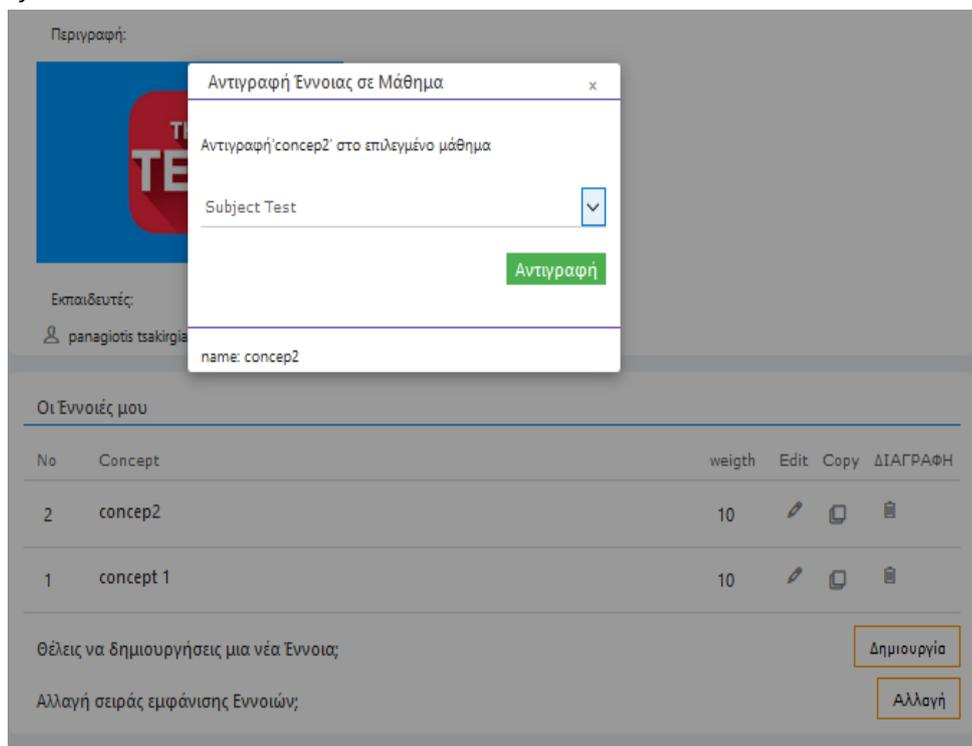 Περιγραφή:
Αντιγραφή Έννοιας σε Μάθημα x
TH
TE
Αντιγραφή'concep2' στο επιλεγμένο μάθημα
Subject Test
Αντιγραφή
Εκπαιδευτές:
panagiotis tsakirgia
name: concep2
Οι Έννοιές μου
No Concept weigth Edit Copy ΔΙΑΓΡΑΦΗ
2 concep2 10
1 concept 1 10
Θέλεις να δημιουργήσεις μια νέα Έννοια; Δημιουργία
Αλλαγή σειράς εμφάνισης Εννοιών; Αλλαγή